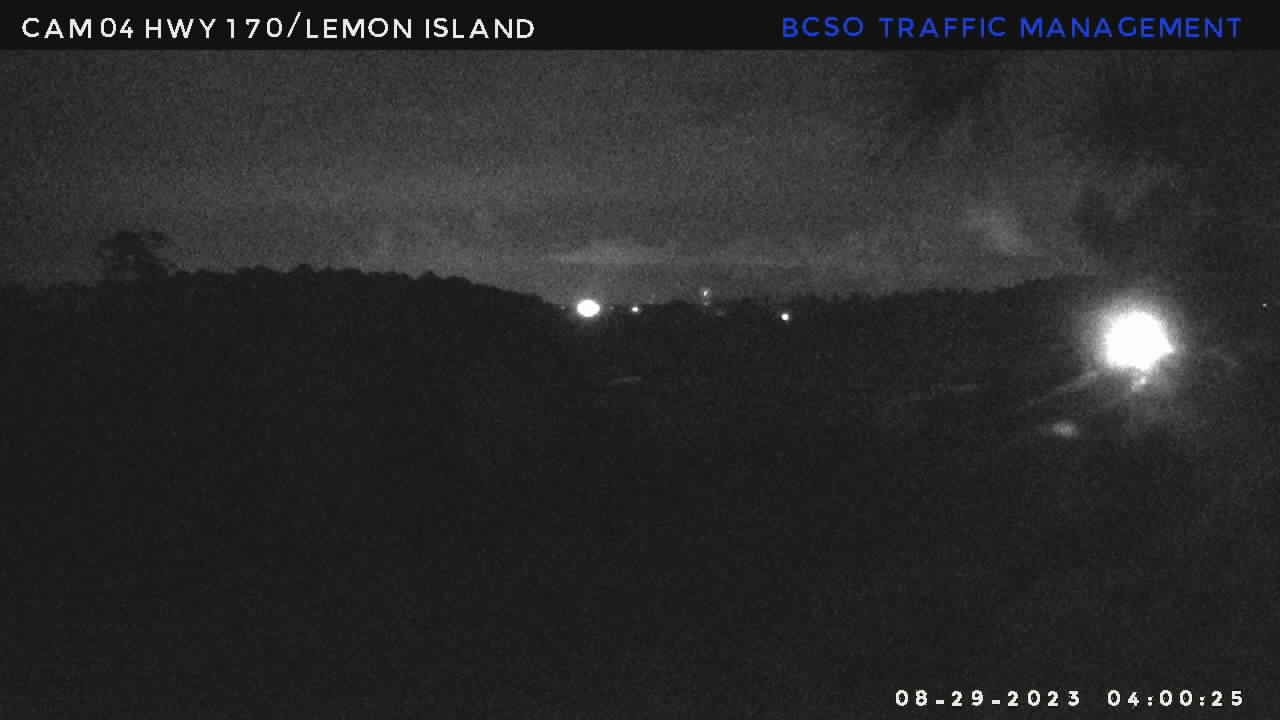 CAM 04 HWY 170/LEMON ISLAND
BCSO TRAFFIC MANAGEMENT
08-29-2023 04:00:25